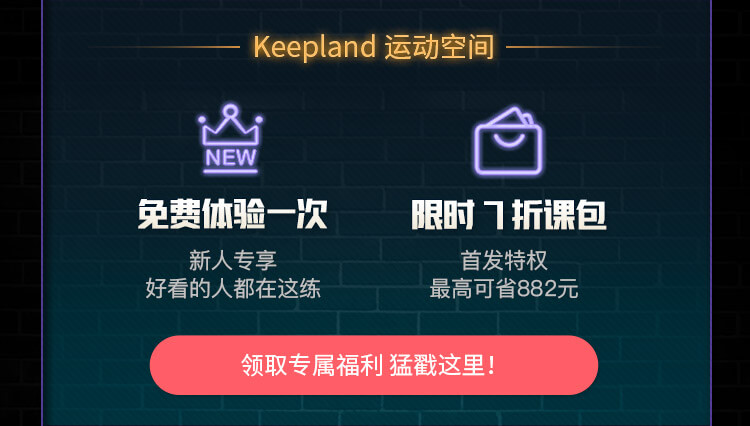 Keepland 运动空间
NEW
免费体验一次
新人专享
好看的人都在这练
限时7折课包
首发特权
最高可省882元
领取专属福利 猛戳这里!